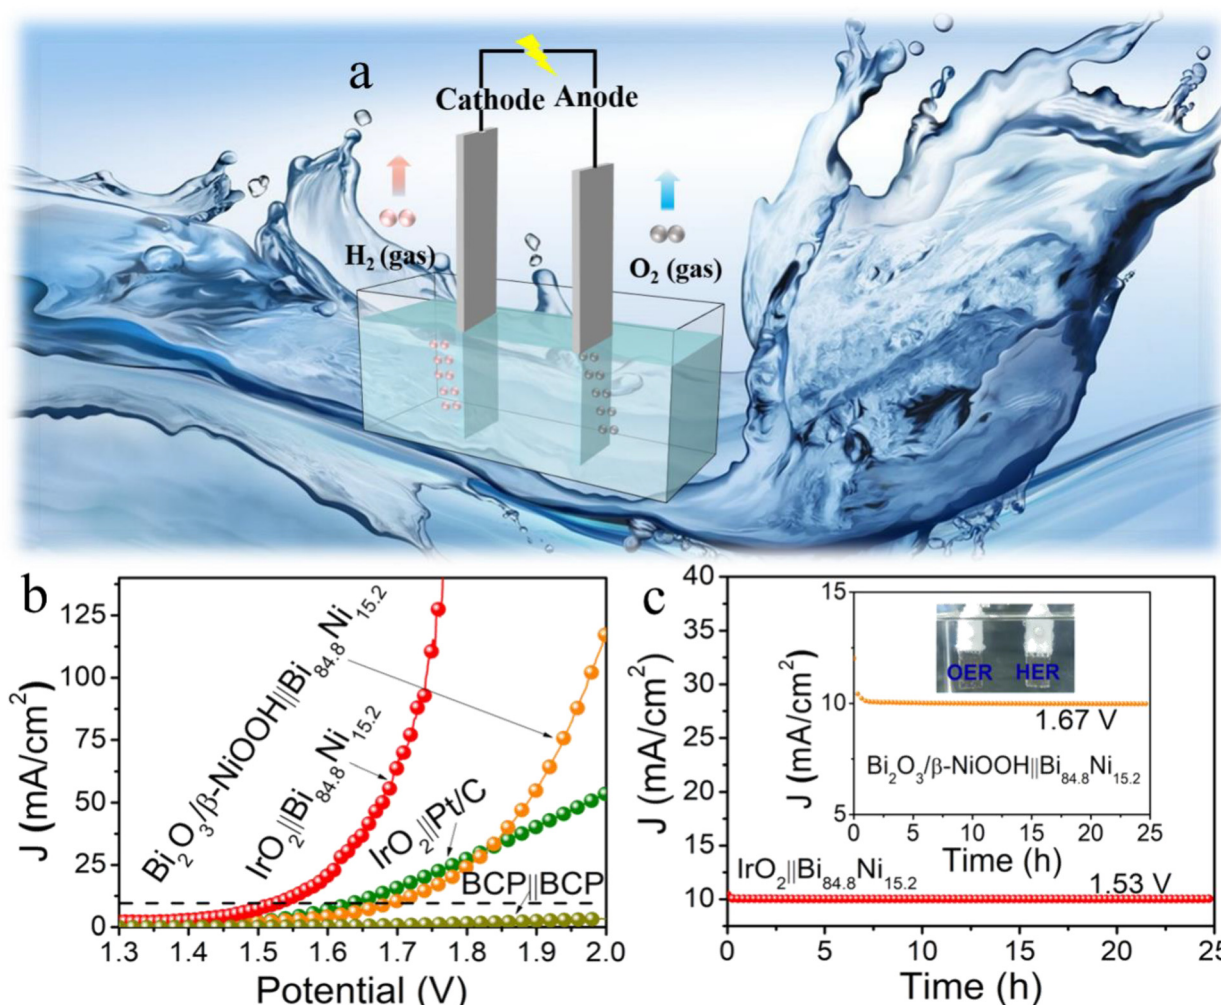 a
Cathode Anode
H₂ (gas)
O₂ (gas)
b
J (mA/cm²)
125
100
75
50
25
0
Bi₂O₃/β-NiOOH||Bi₈₄.₈Ni₁₅.₂
IrO₂||Bi₈₄.₈Ni₁₅.₂
IrO₂//Pt/C
BCP||BCP
1.3 1.4 1.5 1.6 1.7 1.8 1.9 2.0
Potential (V)
c
J (mA/cm²)
40
35
30
25
20
15
10
15
10
5
J (mA/cm²)
OER HER
1.67 V
Bi₂O₃/β-NiOOH||Bi₈₄.₈Ni₁₅.₂
0 5 10 15 20 25
Time (h)
IrO₂||Bi₈₄.₈Ni₁₅.₂
1.53 V
0 5 10 15 20 25
Time (h)